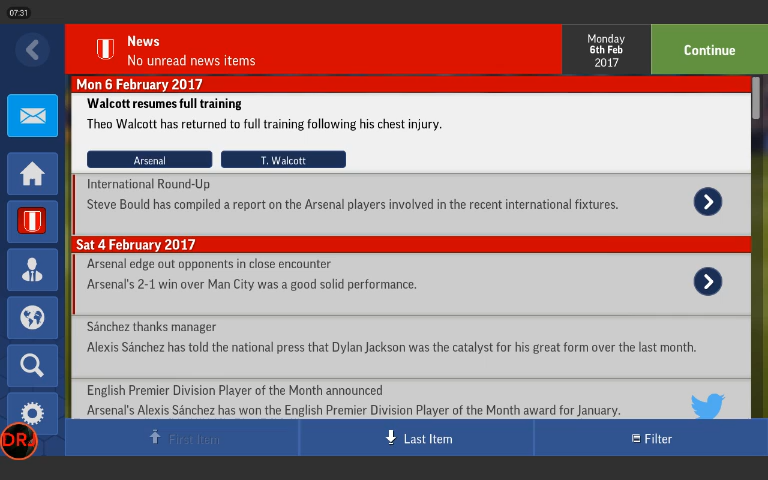 07:31
News
No unread news items
Monday
6th Feb
2017
Continue
Mon 6 February 2017
Walcott resumes full training
Theo Walcott has returned to full training following his chest injury.
Arsenal
T. Walcott
International Round-Up
Steve Bould has compiled a report on the Arsenal players involved in the recent international fixtures.
Sat 4 February 2017
Arsenal edge out opponents in close encounter
Arsenal's 2-1 win over Man City was a good solid performance.
Sánchez thanks manager
Alexis Sánchez has told the national press that Dylan Jackson was the catalyst for his great form over the last month.
English Premier Division Player of the Month announced
Arsenal's Alexis Sánchez has won the English Premier Division Player of the Month award for January.
First Item
Last Item
Filter